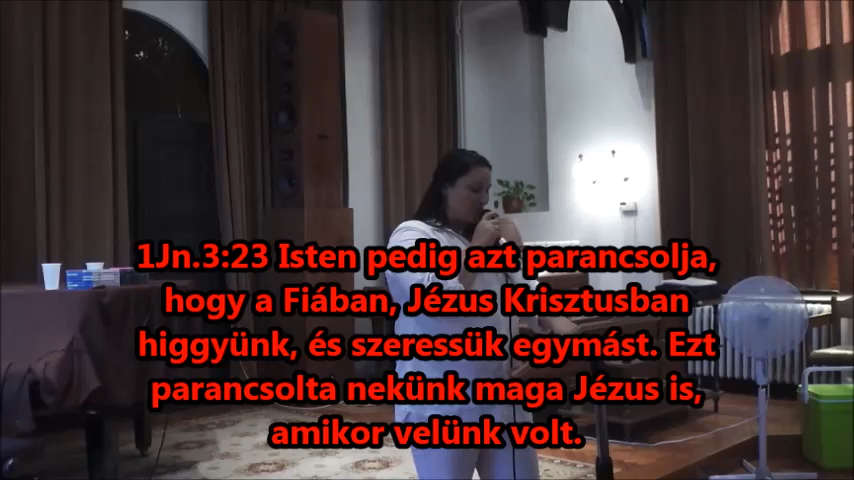 1Jn.3:23 Isten pedig azt parancsolja,
hogy a Fiában, Jézus Krisztusban
higgyünk, és szeressük egymást. Ezt
parancsolta nekünk maga Jézus is,
amikor velünk volt.